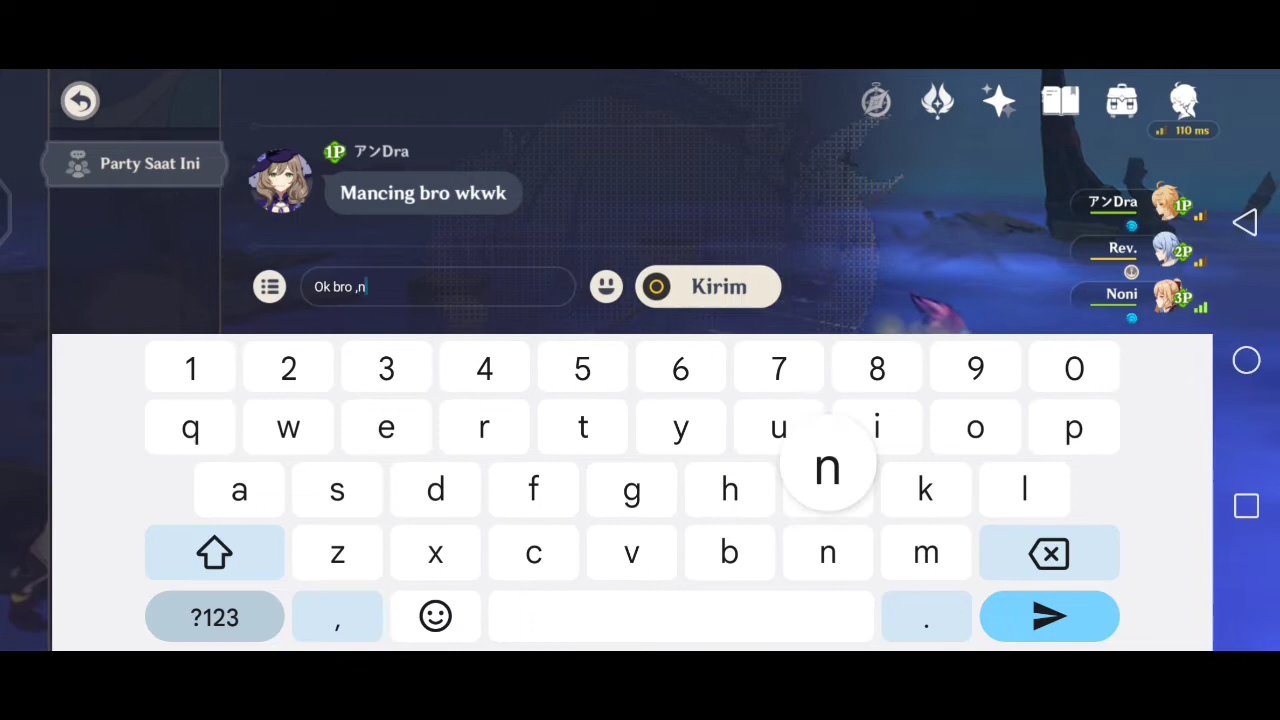 110 ms
Party Saat Ini
1P アンDra
Mancing bro wkwk
アンDra 1P
Rev. 2P
Noni 3P
Ok bro ,n
Kirim
1 2 3 4 5 6 7 8 9 0
q w e r t y u i o p
n
a s d f g h k l
z x c v b n m
?123 , .